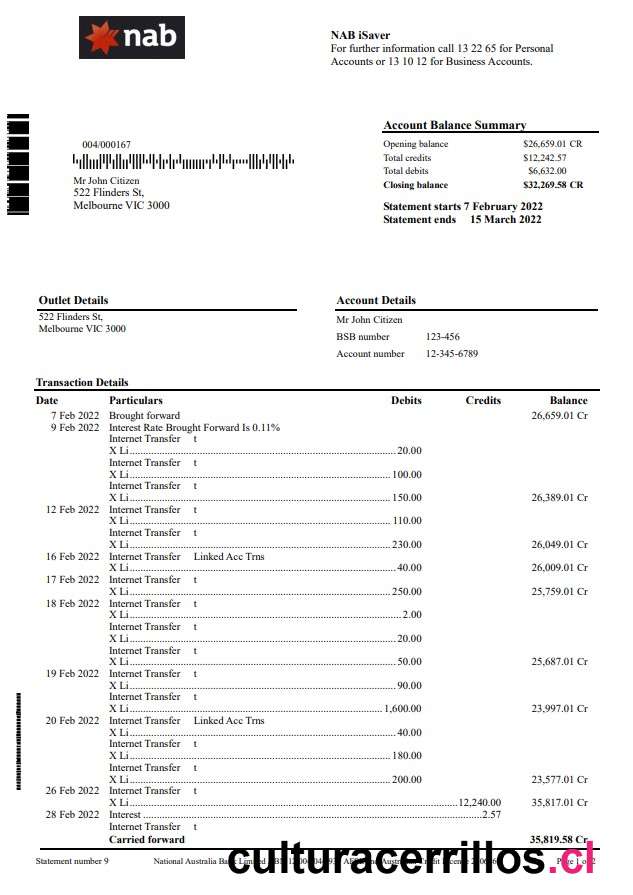 nab
NAB iSaver
For further information call 13 22 65 for Personal
Accounts or 13 10 12 for Business Accounts.
Account Balance Summary
Opening balance $26,659.01 CR
Total credits $12,242.57
Total debits $6,632.00
Closing balance $32,269.58 CR
Statement starts 7 February 2022
Statement ends 15 March 2022
004/000167
Mr John Citizen
522 Flinders St,
Melbourne VIC 3000
Outlet Details
522 Flinders St,
Melbourne VIC 3000
Account Details
Mr John Citizen
BSB number 123-456
Account number 12-345-6789
Transaction Details
Date Particulars Debits Credits Balance
7 Feb 2022 Brought forward 26,659.01 Cr
9 Feb 2022 Interest Rate Brought Forward Is 0.11%
Internet Transfer t
X Li 20.00
Internet Transfer t
X Li 100.00
Internet Transfer t
X Li 150.00 26,389.01 Cr
12 Feb 2022 Internet Transfer t
X Li 110.00
Internet Transfer t
X Li 230.00 26,049.01 Cr
16 Feb 2022 Internet Transfer Linked Acc Trns
X Li 40.00 26,009.01 Cr
17 Feb 2022 Internet Transfer t
X Li 250.00 25,759.01 Cr
18 Feb 2022 Internet Transfer t
X Li 2.00
Internet Transfer t
X Li 20.00
Internet Transfer t
X Li 50.00 25,687.01 Cr
19 Feb 2022 Internet Transfer t
X Li 90.00
Internet Transfer t
X Li 1,600.00 23,997.01 Cr
20 Feb 2022 Internet Transfer Linked Acc Trns
X Li 40.00
Internet Transfer t
X Li 180.00
Internet Transfer t
X Li 200.00 23,577.01 Cr
26 Feb 2022 Internet Transfer t
X Li 12,240.00 35,817.01 Cr
28 Feb 2022 Interest 2.57
Internet Transfer t
Carried forward 35,819.58 Cr
Statement number 9 National Australia
culturacerrillos.cl